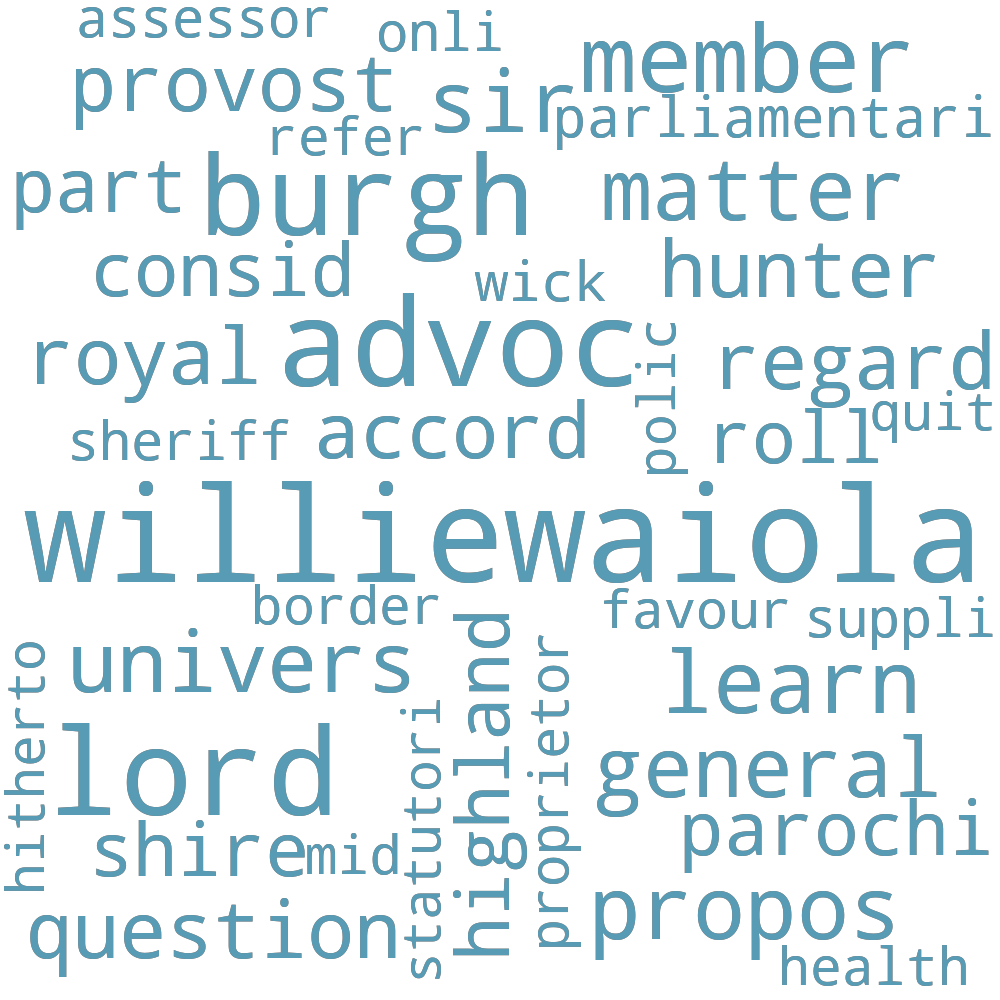 assessor
onli
member
provost
sir
parliamentari
refer
part
burgh
matter
consid
wick
hunter
royal
advoc
polic
regard
quit
sheriff
accord
roll
williewaiola
border
favour
suppli
hitherto
univers
highland
proprietor
learn
lord
statutori
general
shire
mid
parochi
question
propos
health